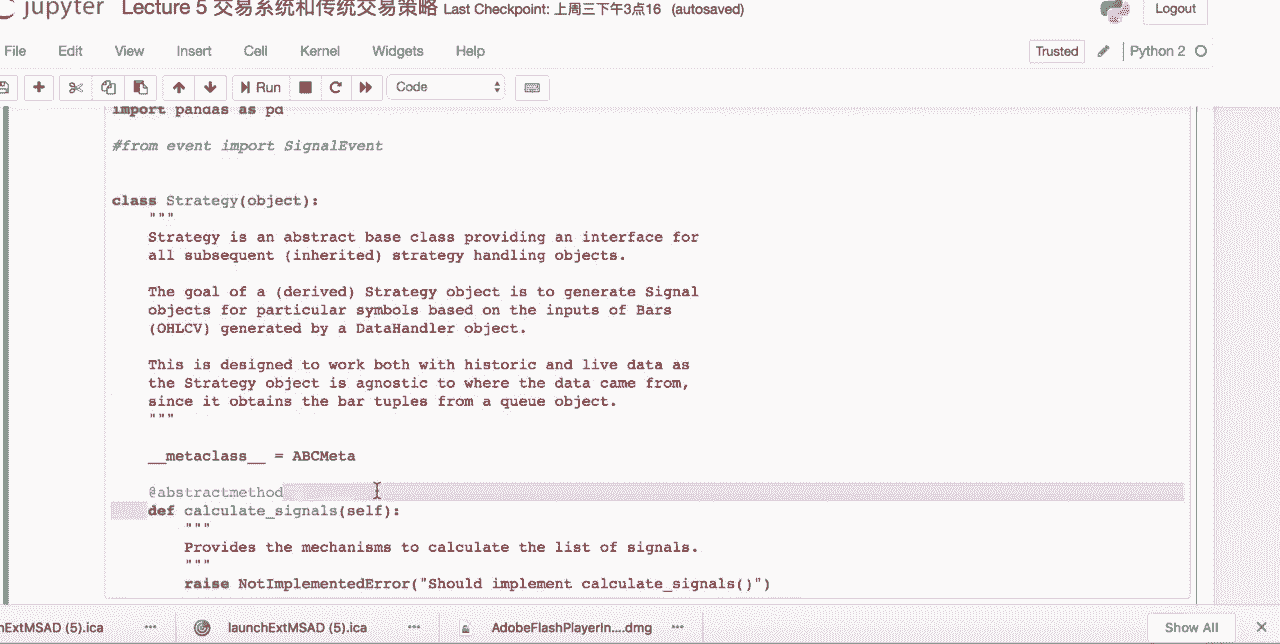 jupyter Lecture 5 交易系统和传统交易策略 Last Checkpoint: 上周三下午3点16 (autosaved)
Logout
File Edit View Insert Cell Kernel Widgets Help
Trusted Python 2
Run Code
import pandas as pd
#from event import SignalEvent
class Strategy(object):
"""
Strategy is an abstract base class providing an interface for
all subsequent (inherited) strategy handling objects.
The goal of a (derived) Strategy object is to generate Signal
objects for particular symbols based on the inputs of Bars
(OHLCV) generated by a DataHandler object.
This is designed to work both with historic and live data as
the Strategy object is agnostic to where the data came from,
since it obtains the bar tuples from a queue object.
"""
__metaclass__ = ABCMeta
@abstractmethod
def calculate_signals(self):
"""
Provides the mechanisms to calculate the list of signals.
"""
raise NotImplementedError("Should implement calculate_signals()")
hExtMSAD (5).ica launchExtMSAD (5).ica AdobeFlashPlayerIn....dmg Show All